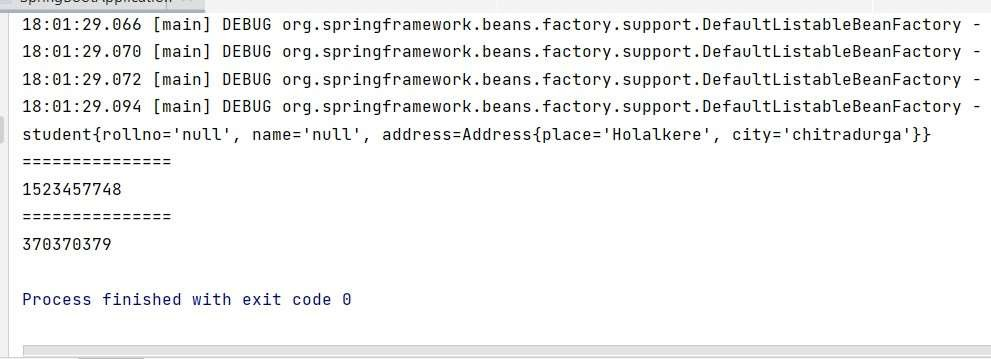 18:01:29.066 [main] DEBUG org.springframework.beans.factory.support.DefaultListableBeanFactory -
18:01:29.070 [main] DEBUG org.springframework.beans.factory.support.DefaultListableBeanFactory -
18:01:29.072 [main] DEBUG org.springframework.beans.factory.support.DefaultListableBeanFactory -
18:01:29.094 [main] DEBUG org.springframework.beans.factory.support.DefaultListableBeanFactory -
student{rollno='null', name='null', address=Address{place='Holalkere', city='chitradurga'}}
===============
1523457748
===============
370370379
Process finished with exit code 0